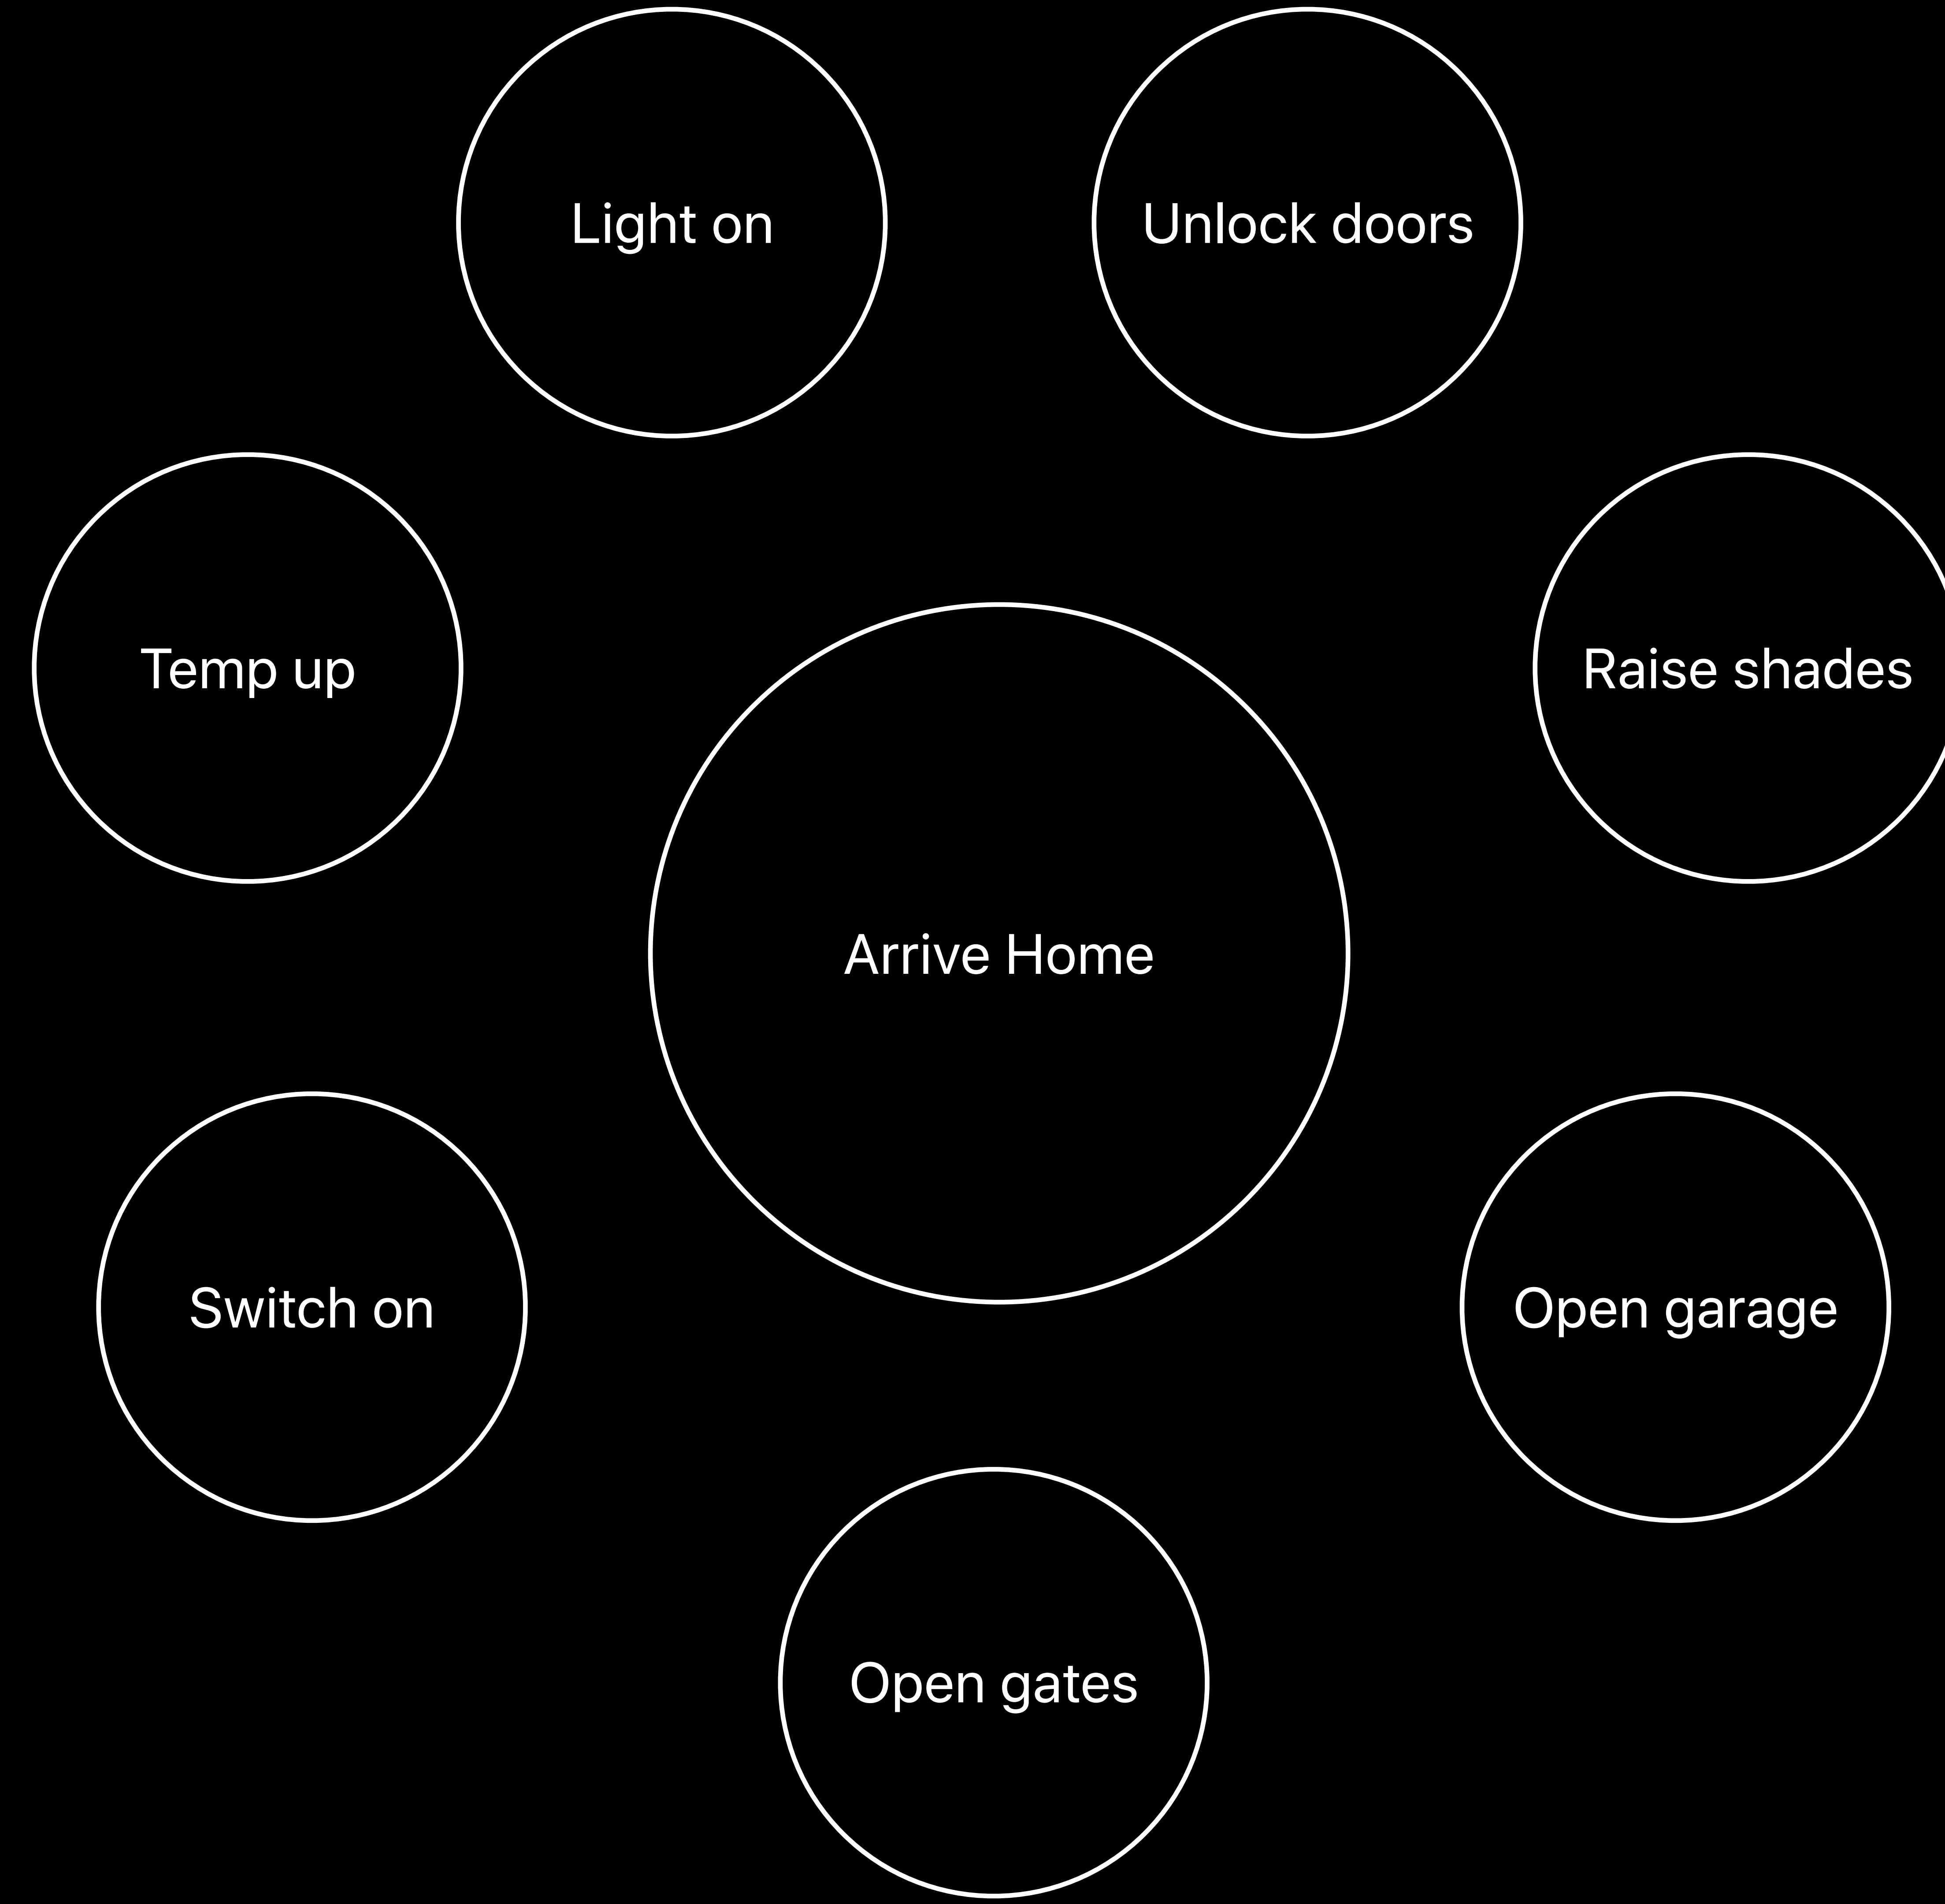 Light on
Unlock doors
Temp up
Raise shades
Arrive Home
Switch on
Open garage
Open gates